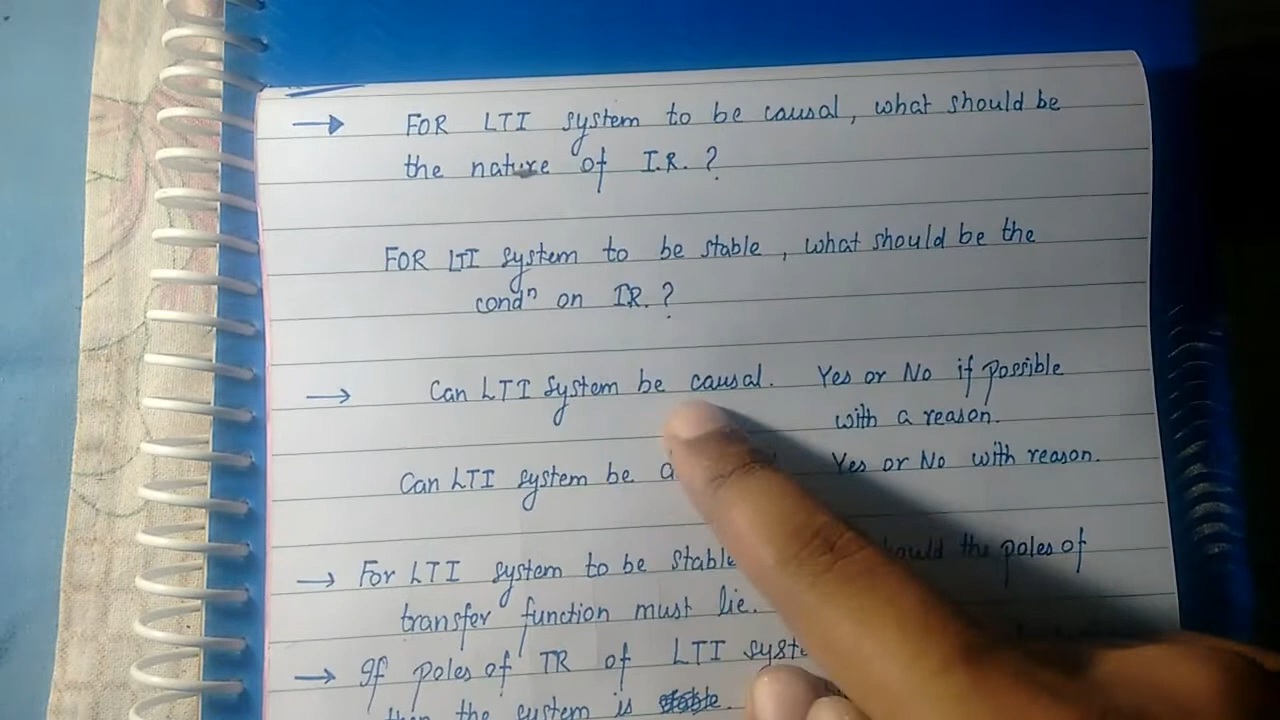 → FOR LTI system to be causal, what should be
the nature of I.R. ?
FOR LTI system to be stable, what should be the
condⁿ on IR. ?
→ Can LTI system be causal. Yes or No if possible
with a reason.
Can LTI system be Yes or No with reason.
→ For LTI system to be stable should the poles of
transfer function must lie.
→ If poles of TR of LTI
the system is